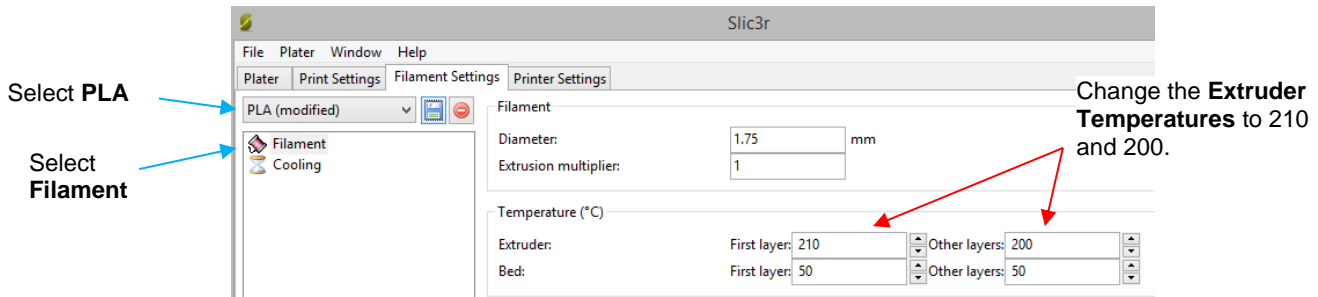 Slic3r
File Plater Window Help
Plater Print Settings Filament Settings Printer Settings
Select PLA
PLA (modified)
Filament
Cooling
Select
Filament
Filament
Diameter: 1.75 mm
Extrusion multiplier: 1
Change the Extruder
Temperatures to 210
and 200.
Temperature (°C)
Extruder: First layer: 210 Other layers: 200
Bed: First layer: 50 Other layers: 50